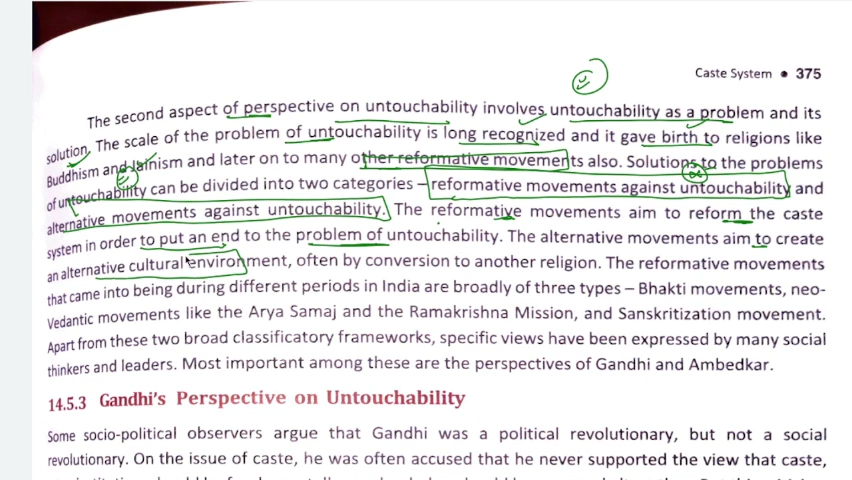 Caste System • 375
The second aspect of perspective on untouchability involves untouchability as a problem and its
solution. The scale of the problem of untouchability is long recognized and it gave birth to religions like
Buddhism and Jainism and later on to many other reformative movements also. Solutions to the problems
of untouchability can be divided into two categories – reformative movements against untouchability and
alternative movements against untouchability. The reformative movements aim to reform the caste
system in order to put an end to the problem of untouchability. The alternative movements aim to create
an alternative cultural environment, often by conversion to another religion. The reformative movements
that came into being during different periods in India are broadly of three types – Bhakti movements, neo-
Vedantic movements like the Arya Samaj and the Ramakrishna Mission, and Sanskritization movement.
Apart from these two broad classificatory frameworks, specific views have been expressed by many social
thinkers and leaders. Most important among these are the perspectives of Gandhi and Ambedkar.
14.5.3 Gandhi's Perspective on Untouchability
Some socio-political observers argue that Gandhi was a political revolutionary, but not a social
revolutionary. On the issue of caste, he was often accused that he never supported the view that caste,